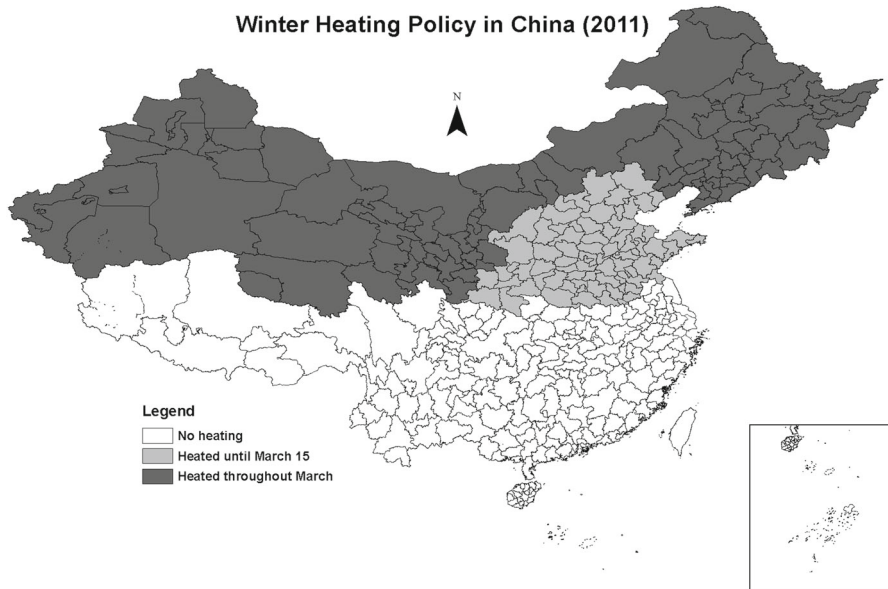 Winter Heating Policy in China (2011)
N
Legend
No heating
Heated until March 15
Heated throughout March